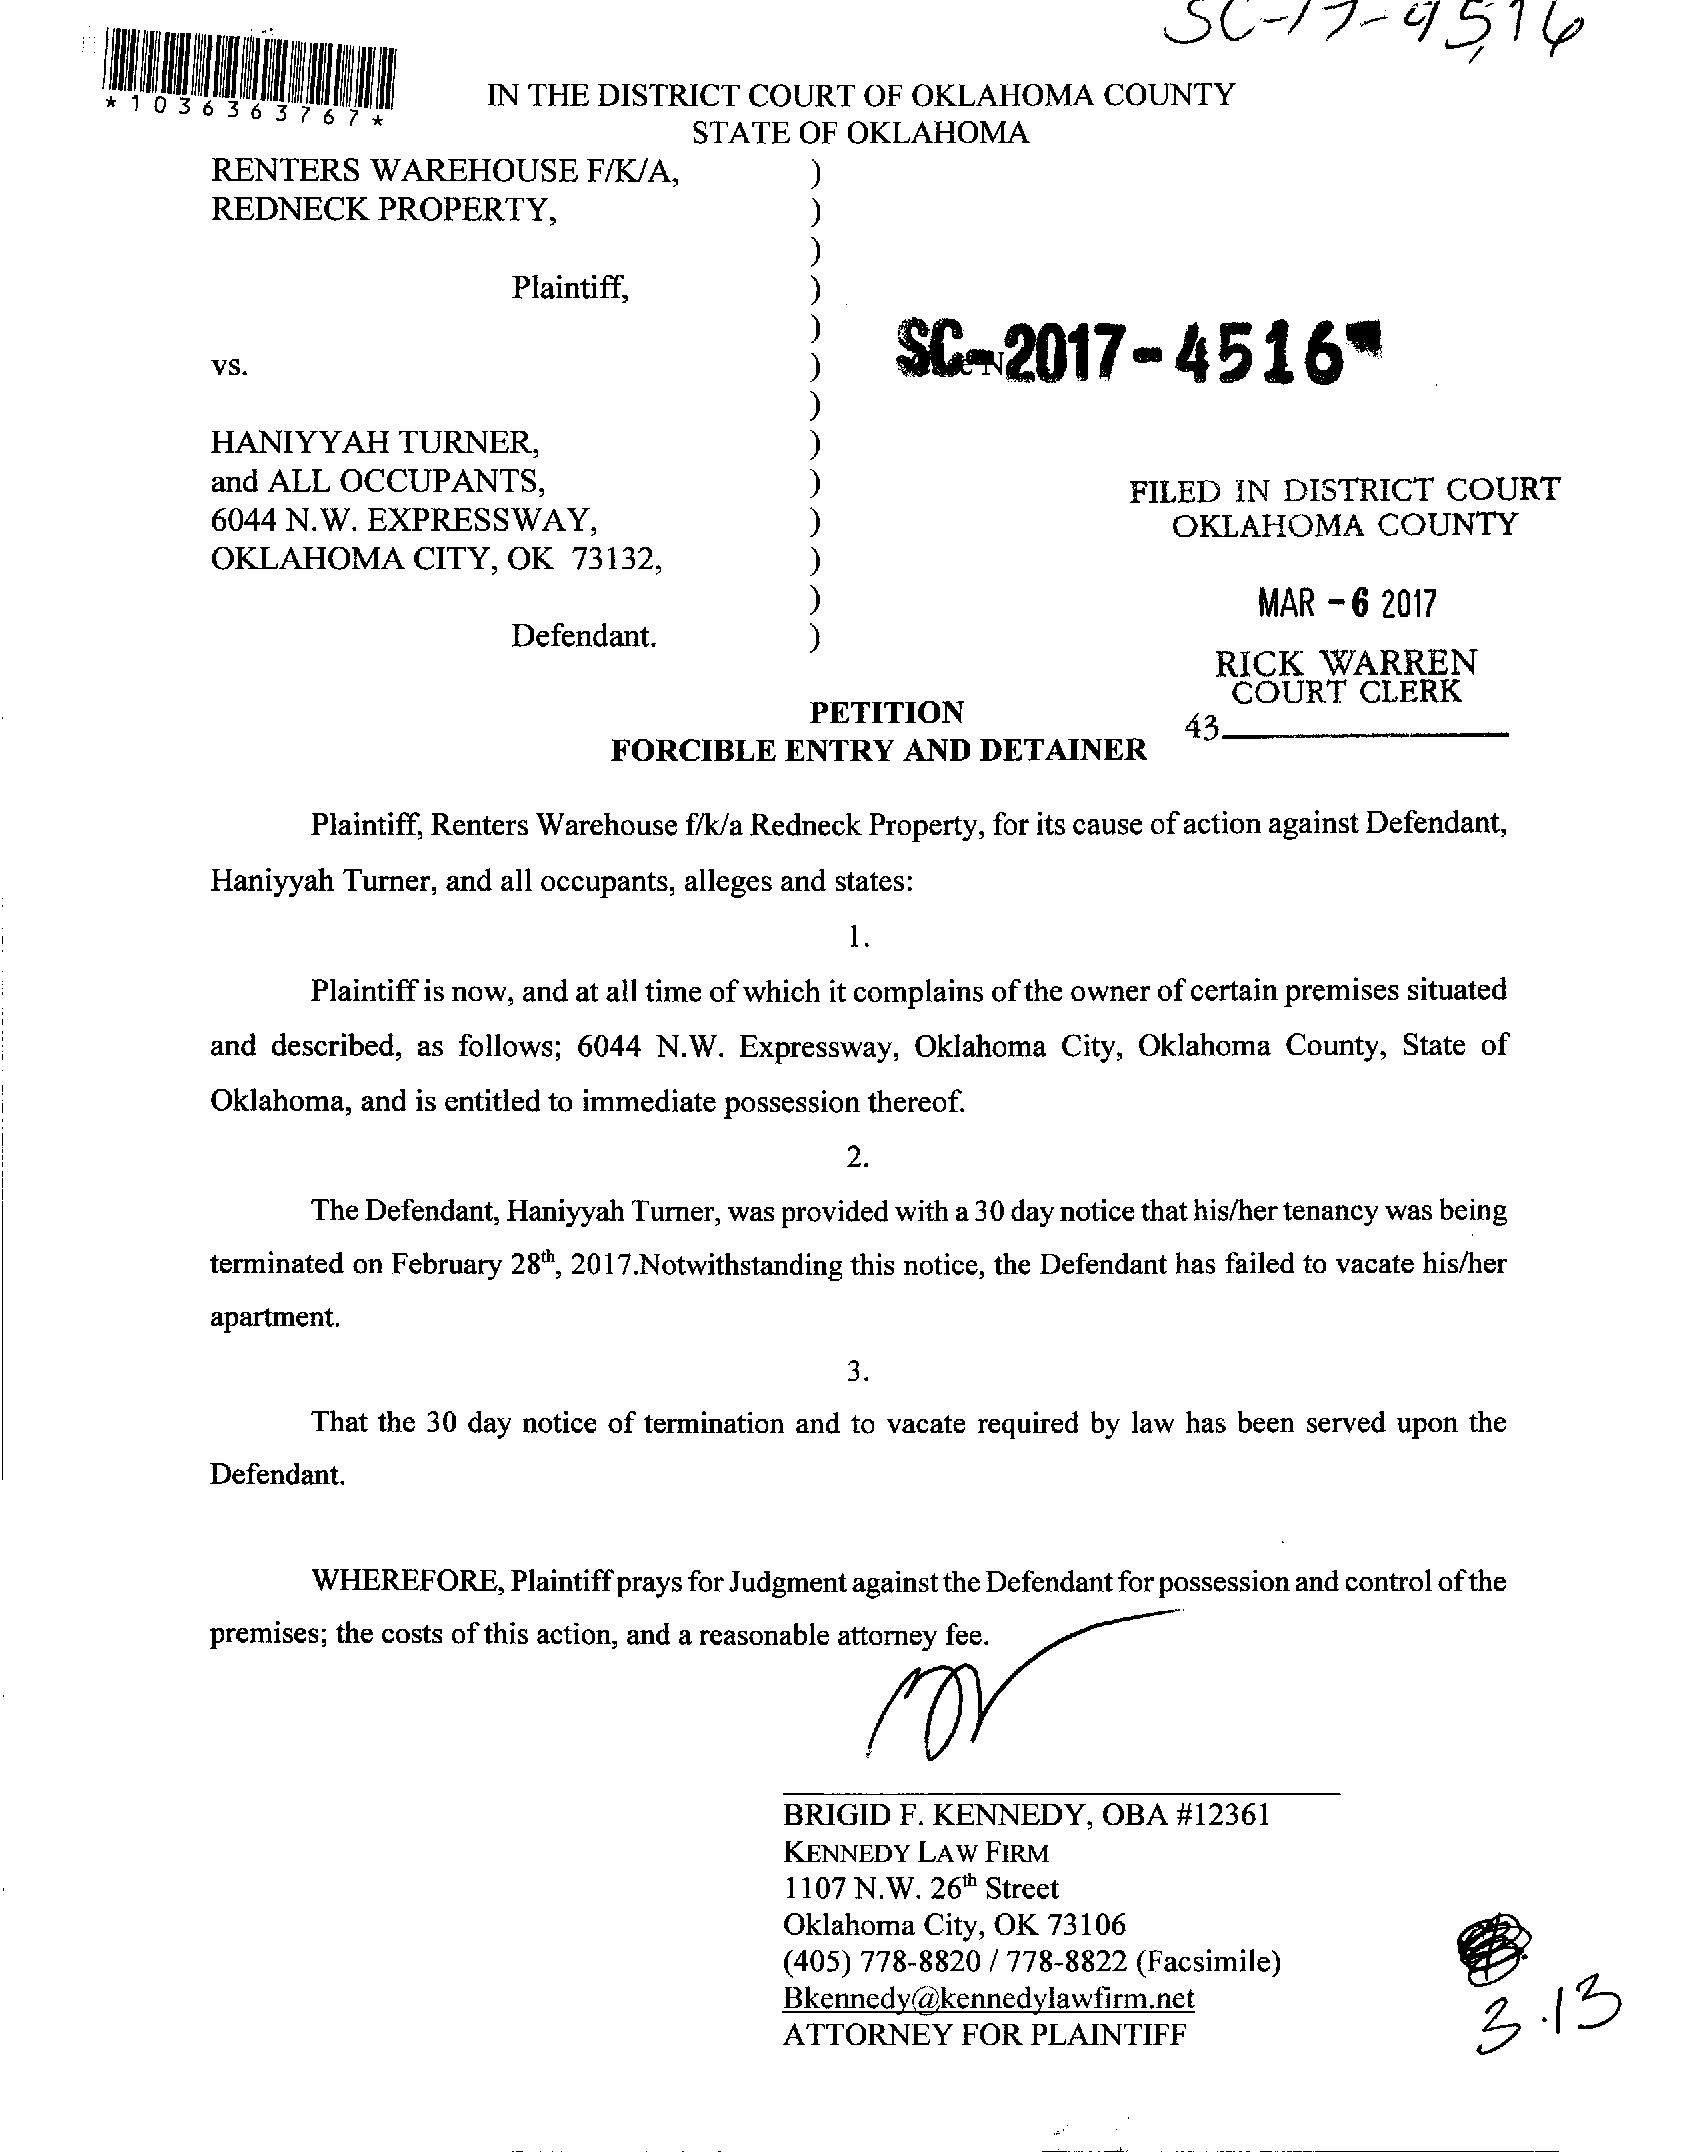 SC-17-4516
*1036363767*
IN THE DISTRICT COURT OF OKLAHOMA COUNTY
STATE OF OKLAHOMA
RENTERS WAREHOUSE F/K/A, )
REDNECK PROPERTY, )
)
Plaintiff, )
)
vs. )
SC-2017-4516
)
HANIYYAH TURNER, )
and ALL OCCUPANTS, )
6044 N.W. EXPRESSWAY, )
OKLAHOMA CITY, OK 73132, )
)
Defendant. )
FILED IN DISTRICT COURT
OKLAHOMA COUNTY
MAR -6 2017
RICK WARREN
COURT CLERK
43
PETITION
FORCIBLE ENTRY AND DETAINER
Plaintiff, Renters Warehouse f/k/a Redneck Property, for its cause of action against Defendant,
Haniyyah Turner, and all occupants, alleges and states:
1.
Plaintiff is now, and at all time of which it complains of the owner of certain premises situated
and described, as follows; 6044 N.W. Expressway, Oklahoma City, Oklahoma County, State of
Oklahoma, and is entitled to immediate possession thereof.
2.
The Defendant, Haniyyah Turner, was provided with a 30 day notice that his/her tenancy was being
terminated on February 28th, 2017.Notwithstanding this notice, the Defendant has failed to vacate his/her
apartment.
3.
That the 30 day notice of termination and to vacate required by law has been served upon the
Defendant.
WHEREFORE, Plaintiff prays for Judgment against the Defendant for possession and control of the
premises; the costs of this action, and a reasonable attorney fee.
BRIGID F. KENNEDY, OBA #12361
KENNEDY LAW FIRM
1107 N.W. 26th Street
Oklahoma City, OK 73106
(405) 778-8820 / 778-8822 (Facsimile)
Bkennedy@kennedylawfirm.net
ATTORNEY FOR PLAINTIFF
3.13